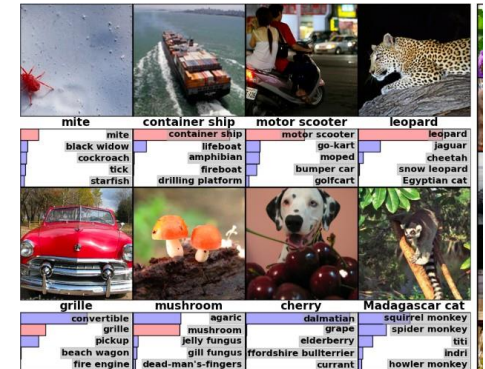 mite container ship motor scooter leopard
mite container ship motor scooter leopard
black widow lifeboat go-kart jaguar
cockroach amphibian moped cheetah
tick fireboat bumper car snow leopard
starfish drilling platform golfcart Egyptian cat
grille mushroom cherry Madagascar cat
convertible agaric dalmatian squirrel monkey
grille mushroom grape spider monkey
pickup jelly fungus elderberry titi
beach wagon gill fungus ffordshire bullterrier indri
fire engine dead-man's-fingers currant howler monkey